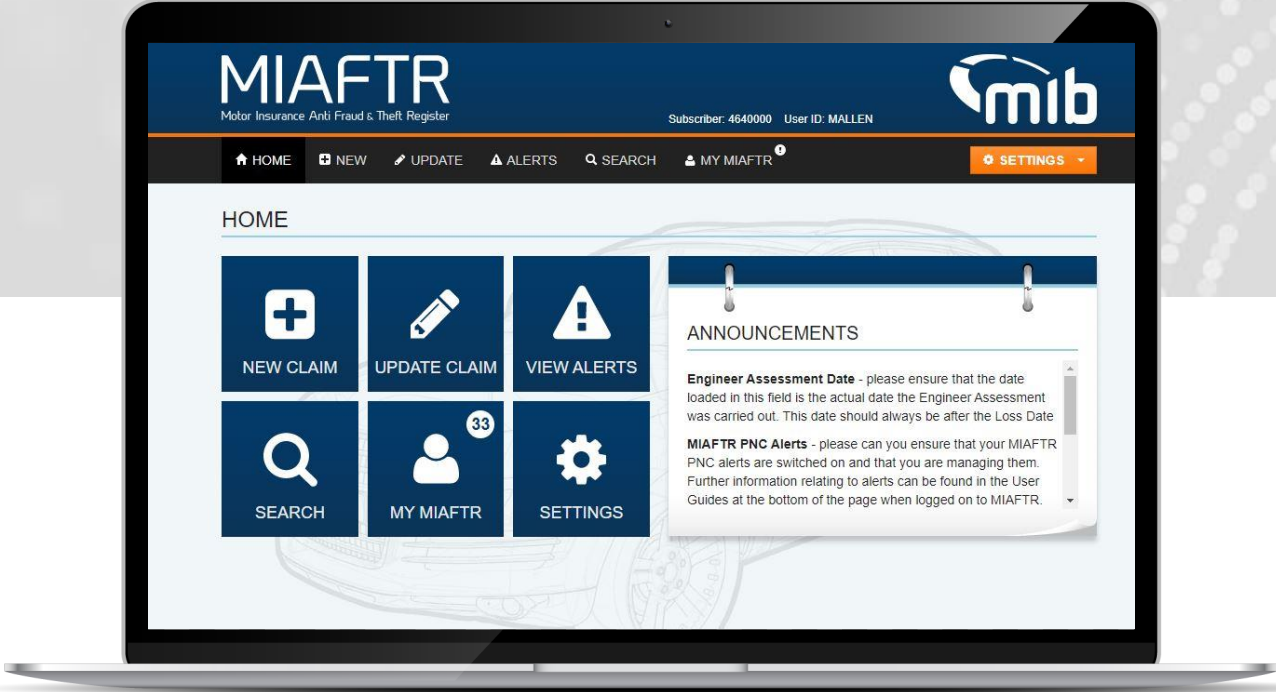 MIAFTR
Motor Insurance Anti Fraud & Theft Register
Subscriber: 4640000 User ID: MALLEN
mib
HOME NEW UPDATE ALERTS SEARCH MY MIAFTR SETTINGS
HOME
NEW CLAIM UPDATE CLAIM VIEW ALERTS
33
SEARCH MY MIAFTR SETTINGS
ANNOUNCEMENTS
Engineer Assessment Date - please ensure that the date
loaded in this field is the actual date the Engineer Assessment
was carried out. This date should always be after the Loss Date
MIAFTR PNC Alerts - please can you ensure that your MIAFTR
PNC alerts are switched on and that you are managing them.
Further information relating to alerts can be found in the User
Guides at the bottom of the page when logged on to MIAFTR.